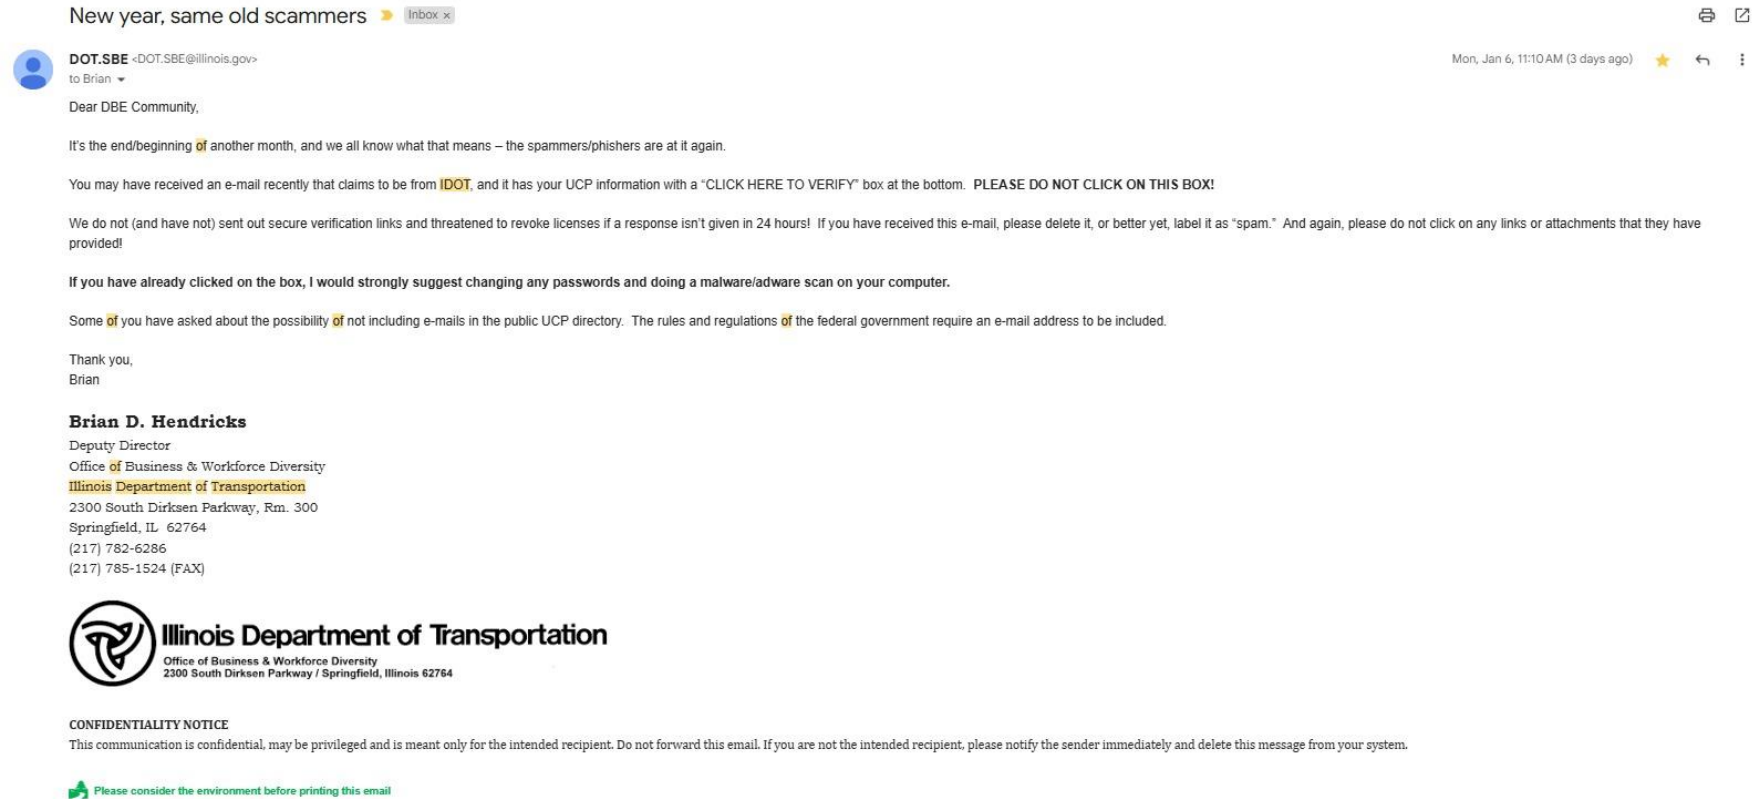 New year, same old scammers Inbox ×
DOT.SBE <DOT.SBE@illinois.gov> Mon, Jan 6, 11:10 AM (3 days ago)
to Brian
Dear DBE Community,
It's the end/beginning of another month, and we all know what that means – the spammers/phishers are at it again.
You may have received an e-mail recently that claims to be from IDOT, and it has your UCP information with a “CLICK HERE TO VERIFY” box at the bottom.  PLEASE DO NOT CLICK ON THIS BOX!
We do not (and have not) sent out secure verification links and threatened to revoke licenses if a response isn't given in 24 hours!  If you have received this e-mail, please delete it, or better yet, label it as “spam.”  And again, please do not click on any links or attachments that they have
provided!
If you have already clicked on the box, I would strongly suggest changing any passwords and doing a malware/adware scan on your computer.
Some of you have asked about the possibility of not including e-mails in the public UCP directory.  The rules and regulations of the federal government require an e-mail address to be included.
Thank you,
Brian
Brian D. Hendricks
Deputy Director
Office of Business & Workforce Diversity
Illinois Department of Transportation
2300 South Dirksen Parkway, Rm. 300
Springfield, IL  62764
(217) 782-6286
(217) 785-1524 (FAX)
Illinois Department of Transportation
Office of Business & Workforce Diversity
2300 South Dirksen Parkway / Springfield, Illinois 62764
CONFIDENTIALITY NOTICE
This communication is confidential, may be privileged and is meant only for the intended recipient. Do not forward this email. If you are not the intended recipient, please notify the sender immediately and delete this message from your system.
Please consider the environment before printing this email